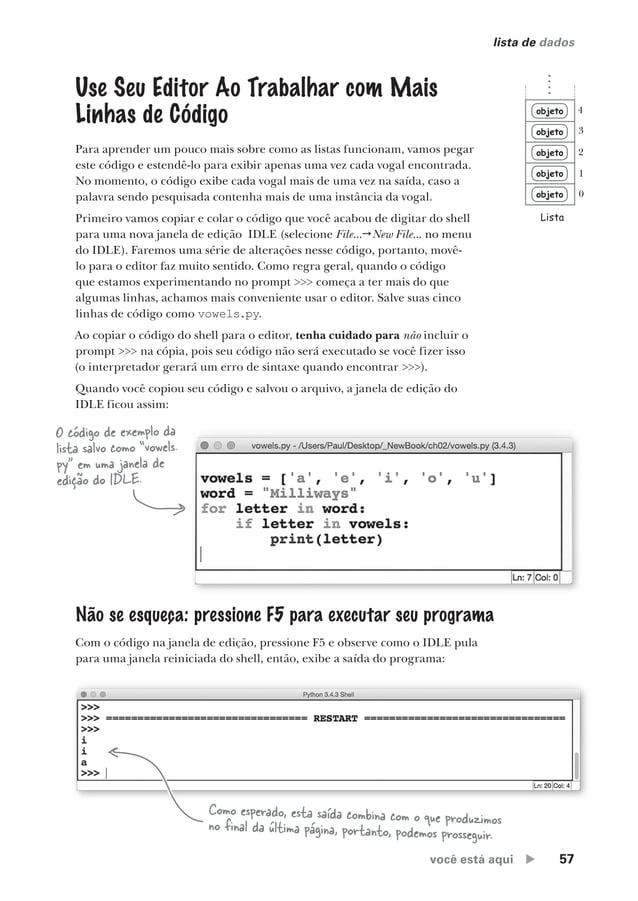 lista de dados
Use Seu Editor Ao Trabalhar com Mais
Linhas de Código
Para aprender um pouco mais sobre como as listas funcionam, vamos pegar
este código e estendê-lo para exibir apenas uma vez cada vogal encontrada.
No momento, o código exibe cada vogal mais de uma vez na saída, caso a
palavra sendo pesquisada contenha mais de uma instância da vogal.
objeto 4
objeto 3
objeto 2
objeto 1
objeto 0
Lista
Primeiro vamos copiar e colar o código que você acabou de digitar do shell
para uma nova janela de edição IDLE (selecione File...→New File... no menu
do IDLE). Faremos uma série de alterações nesse código, portanto, movê-
lo para o editor faz muito sentido. Como regra geral, quando o código
que estamos experimentando no prompt >>> começa a ter mais do que
algumas linhas, achamos mais conveniente usar o editor. Salve suas cinco
linhas de código como vowels.py.
Ao copiar o código do shell para o editor, tenha cuidado para não incluir o
prompt >>> na cópia, pois seu código não será executado se você fizer isso
(o interpretador gerará um erro de sintaxe quando encontrar >>>).
Quando você copiou seu código e salvou o arquivo, a janela de edição do
IDLE ficou assim:
O código de exemplo da
lista salvo como "vowels.
py" em uma janela de
edição do IDLE.
vowels.py - /Users/Paul/Desktop/_NewBook/ch02/vowels.py (3.4.3)
vowels = ['a', 'e', 'i', 'o', 'u']
word = "Milliways"
for letter in word:
    if letter in vowels:
        print(letter)
Ln: 7 Col: 0
Não se esqueça: pressione F5 para executar seu programa
Com o código na janela de edição, pressione F5 e observe como o IDLE pula
para uma janela reiniciada do shell, então, exibe a saída do programa:
Python 3.4.3 Shell
>>>
>>> ================================ RESTART ================================
>>>
i
i
a
>>>
Ln: 20 Col: 4
Como esperado, esta saída combina com o que produzimos
no final da última página, portanto, podemos prosseguir.
você está aqui ▶ 57